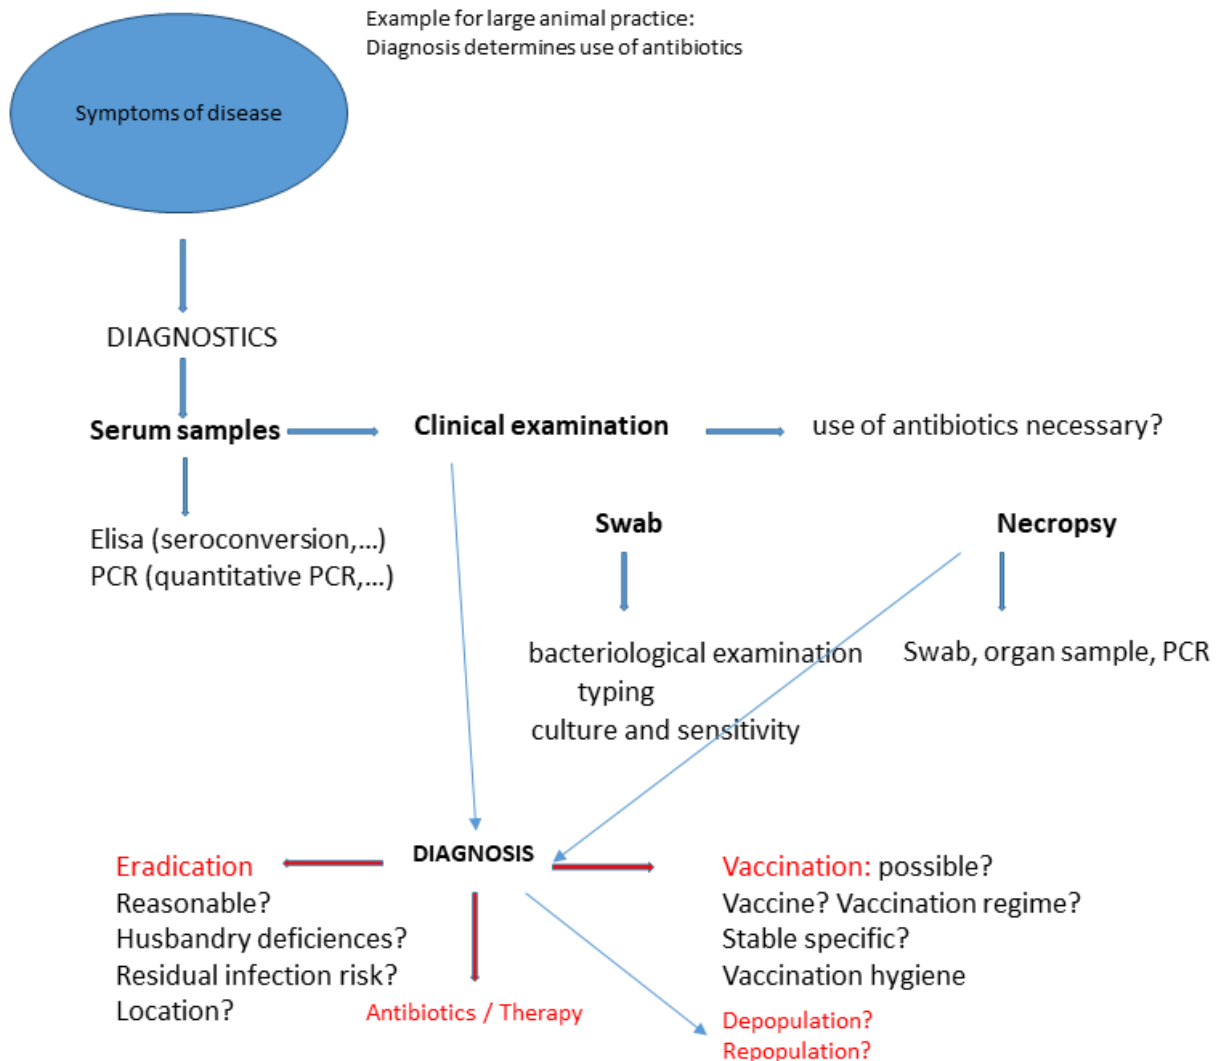 Example for large animal practice:
Diagnosis determines use of antibiotics
Symptoms of disease
DIAGNOSTICS
Serum samples
Clinical examination
use of antibiotics necessary?
Elisa (seroconversion,...)
PCR (quantitative PCR,...)
Swab
Necropsy
bacteriological examination
typing
culture and sensitivity
Swab, organ sample, PCR
DIAGNOSIS
Eradication
Reasonable?
Husbandry deficiences?
Residual infection risk?
Location?
Antibiotics / Therapy
Vaccination: possible?
Vaccine? Vaccination regime?
Stable specific?
Vaccination hygiene
Depopulation?
Repopulation?